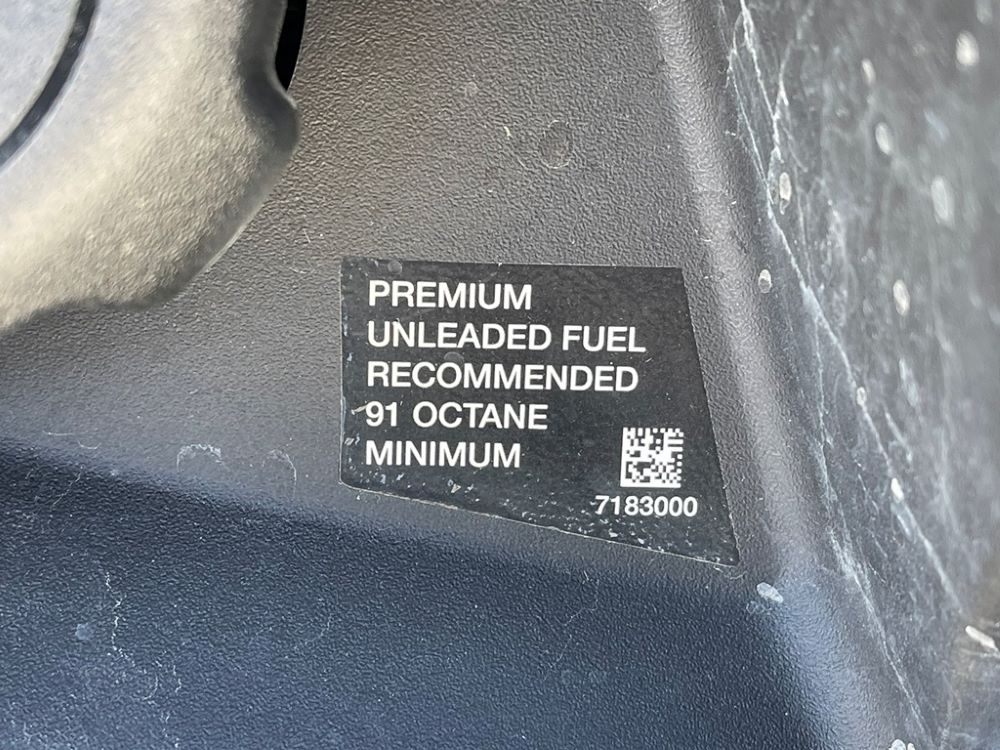 PREMIUM
UNLEADED FUEL
RECOMMENDED
91 OCTANE
MINIMUM
7183000